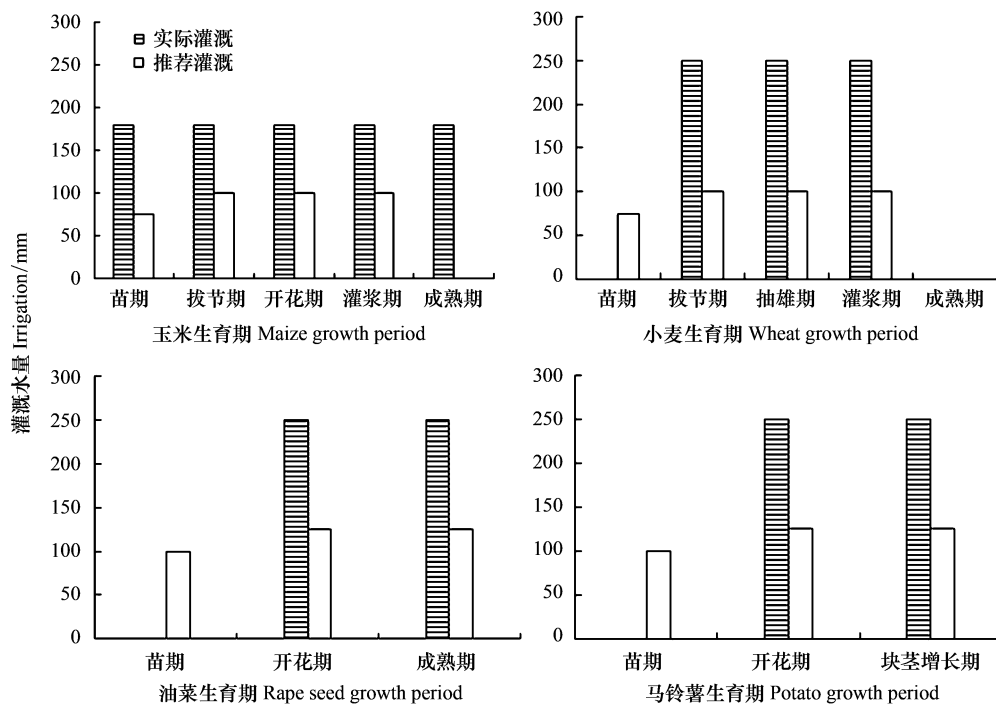 灌溉水量 Irrigation/mm
300
250
200
150
100
50
0
实际灌溉
推荐灌溉
苗期 拔节期 开花期 灌浆期 成熟期
玉米生育期 Maize growth period
300
250
200
150
100
50
0
苗期 拔节期 抽雄期 灌浆期 成熟期
小麦生育期 Wheat growth period
300
250
200
150
100
50
0
苗期 开花期 成熟期
油菜生育期 Rape seed growth period
300
250
200
150
100
50
0
苗期 开花期 块茎增长期
马铃薯生育期 Potato growth period